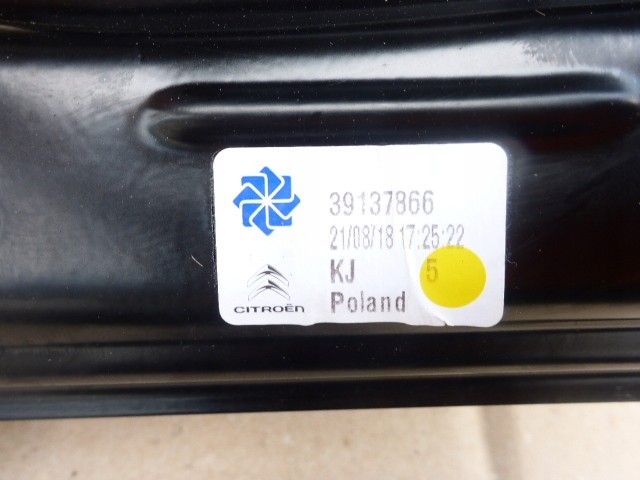 39137866
21/08/18 17:25:22
KJ 5
CITROËN
Poland